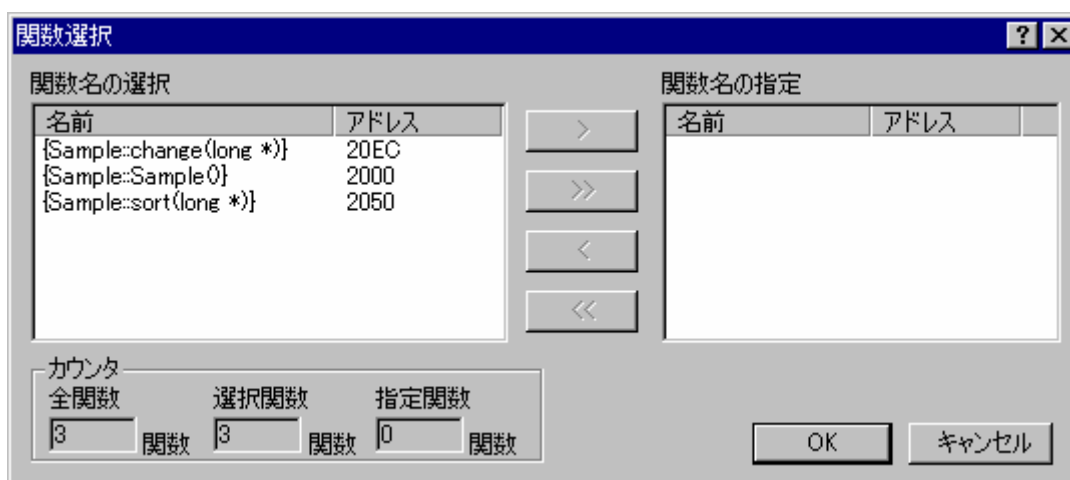 関数選択
関数名の選択
名前 アドレス
{Sample::change(long *)} 20EC
{Sample::Sample()} 2000
{Sample::sort(long *)} 2050
>
>>
<
<<
関数名の指定
名前 アドレス
カウンタ
全関数 選択関数 指定関数
3 関数 3 関数 0 関数
OK キャンセル